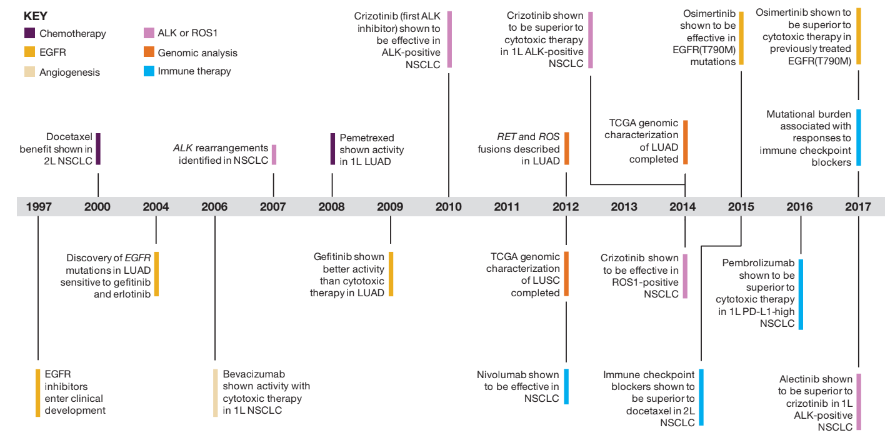 KEY
Chemotherapy
EGFR
Angiogenesis
ALK or ROS1
Genomic analysis
Immune therapy
Crizotinib (first ALK
inhibitor) shown to
be effective in
ALK-positive
NSCLC
Crizotinib shown
to be superior to
cytotoxic therapy
in 1L ALK-positive
NSCLC
Osimertinib
shown to be
effective in
EGFR(T790M)
mutations
Osimertinib shown to
be superior to
cytotoxic therapy in
previously treated
EGFR(T790M)
Docetaxel
benefit shown in
2L NSCLC
ALK rearrangements
identified in NSCLC
Pemetrexed
shown activity
in 1L LUAD
RET and ROS
fusions described
in LUAD
TCGA genomic
characterization
of LUAD
completed
Mutational burden
associated with
responses to
immune checkpoint
blockers
1997 2000 2004 2006 2007 2008 2009 2010 2011 2012 2013 2014 2015 2016 2017
Discovery of EGFR
mutations in LUAD
sensitive to gefitinib
and erlotinib
Gefitinib shown
better activity
than cytotoxic
therapy in LUAD
TCGA genomic
characterization
of LUSC
completed
Crizotinib shown
to be effective in
ROS1-positive
NSCLC
Pembrolizumab
shown to be
superior to
cytotoxic therapy
in 1L PD-L1-high
NSCLC
EGFR
inhibitors
enter clinical
development
Bevacizumab
shown activity with
cytotoxic therapy
in 1L NSCLC
Nivolumab shown
to be effective in
NSCLC
Immune checkpoint
blockers shown to
be superior to
docetaxel in 2L
NSCLC
Alectinib shown
to be superior to
crizotinib in 1L
ALK-positive
NSCLC